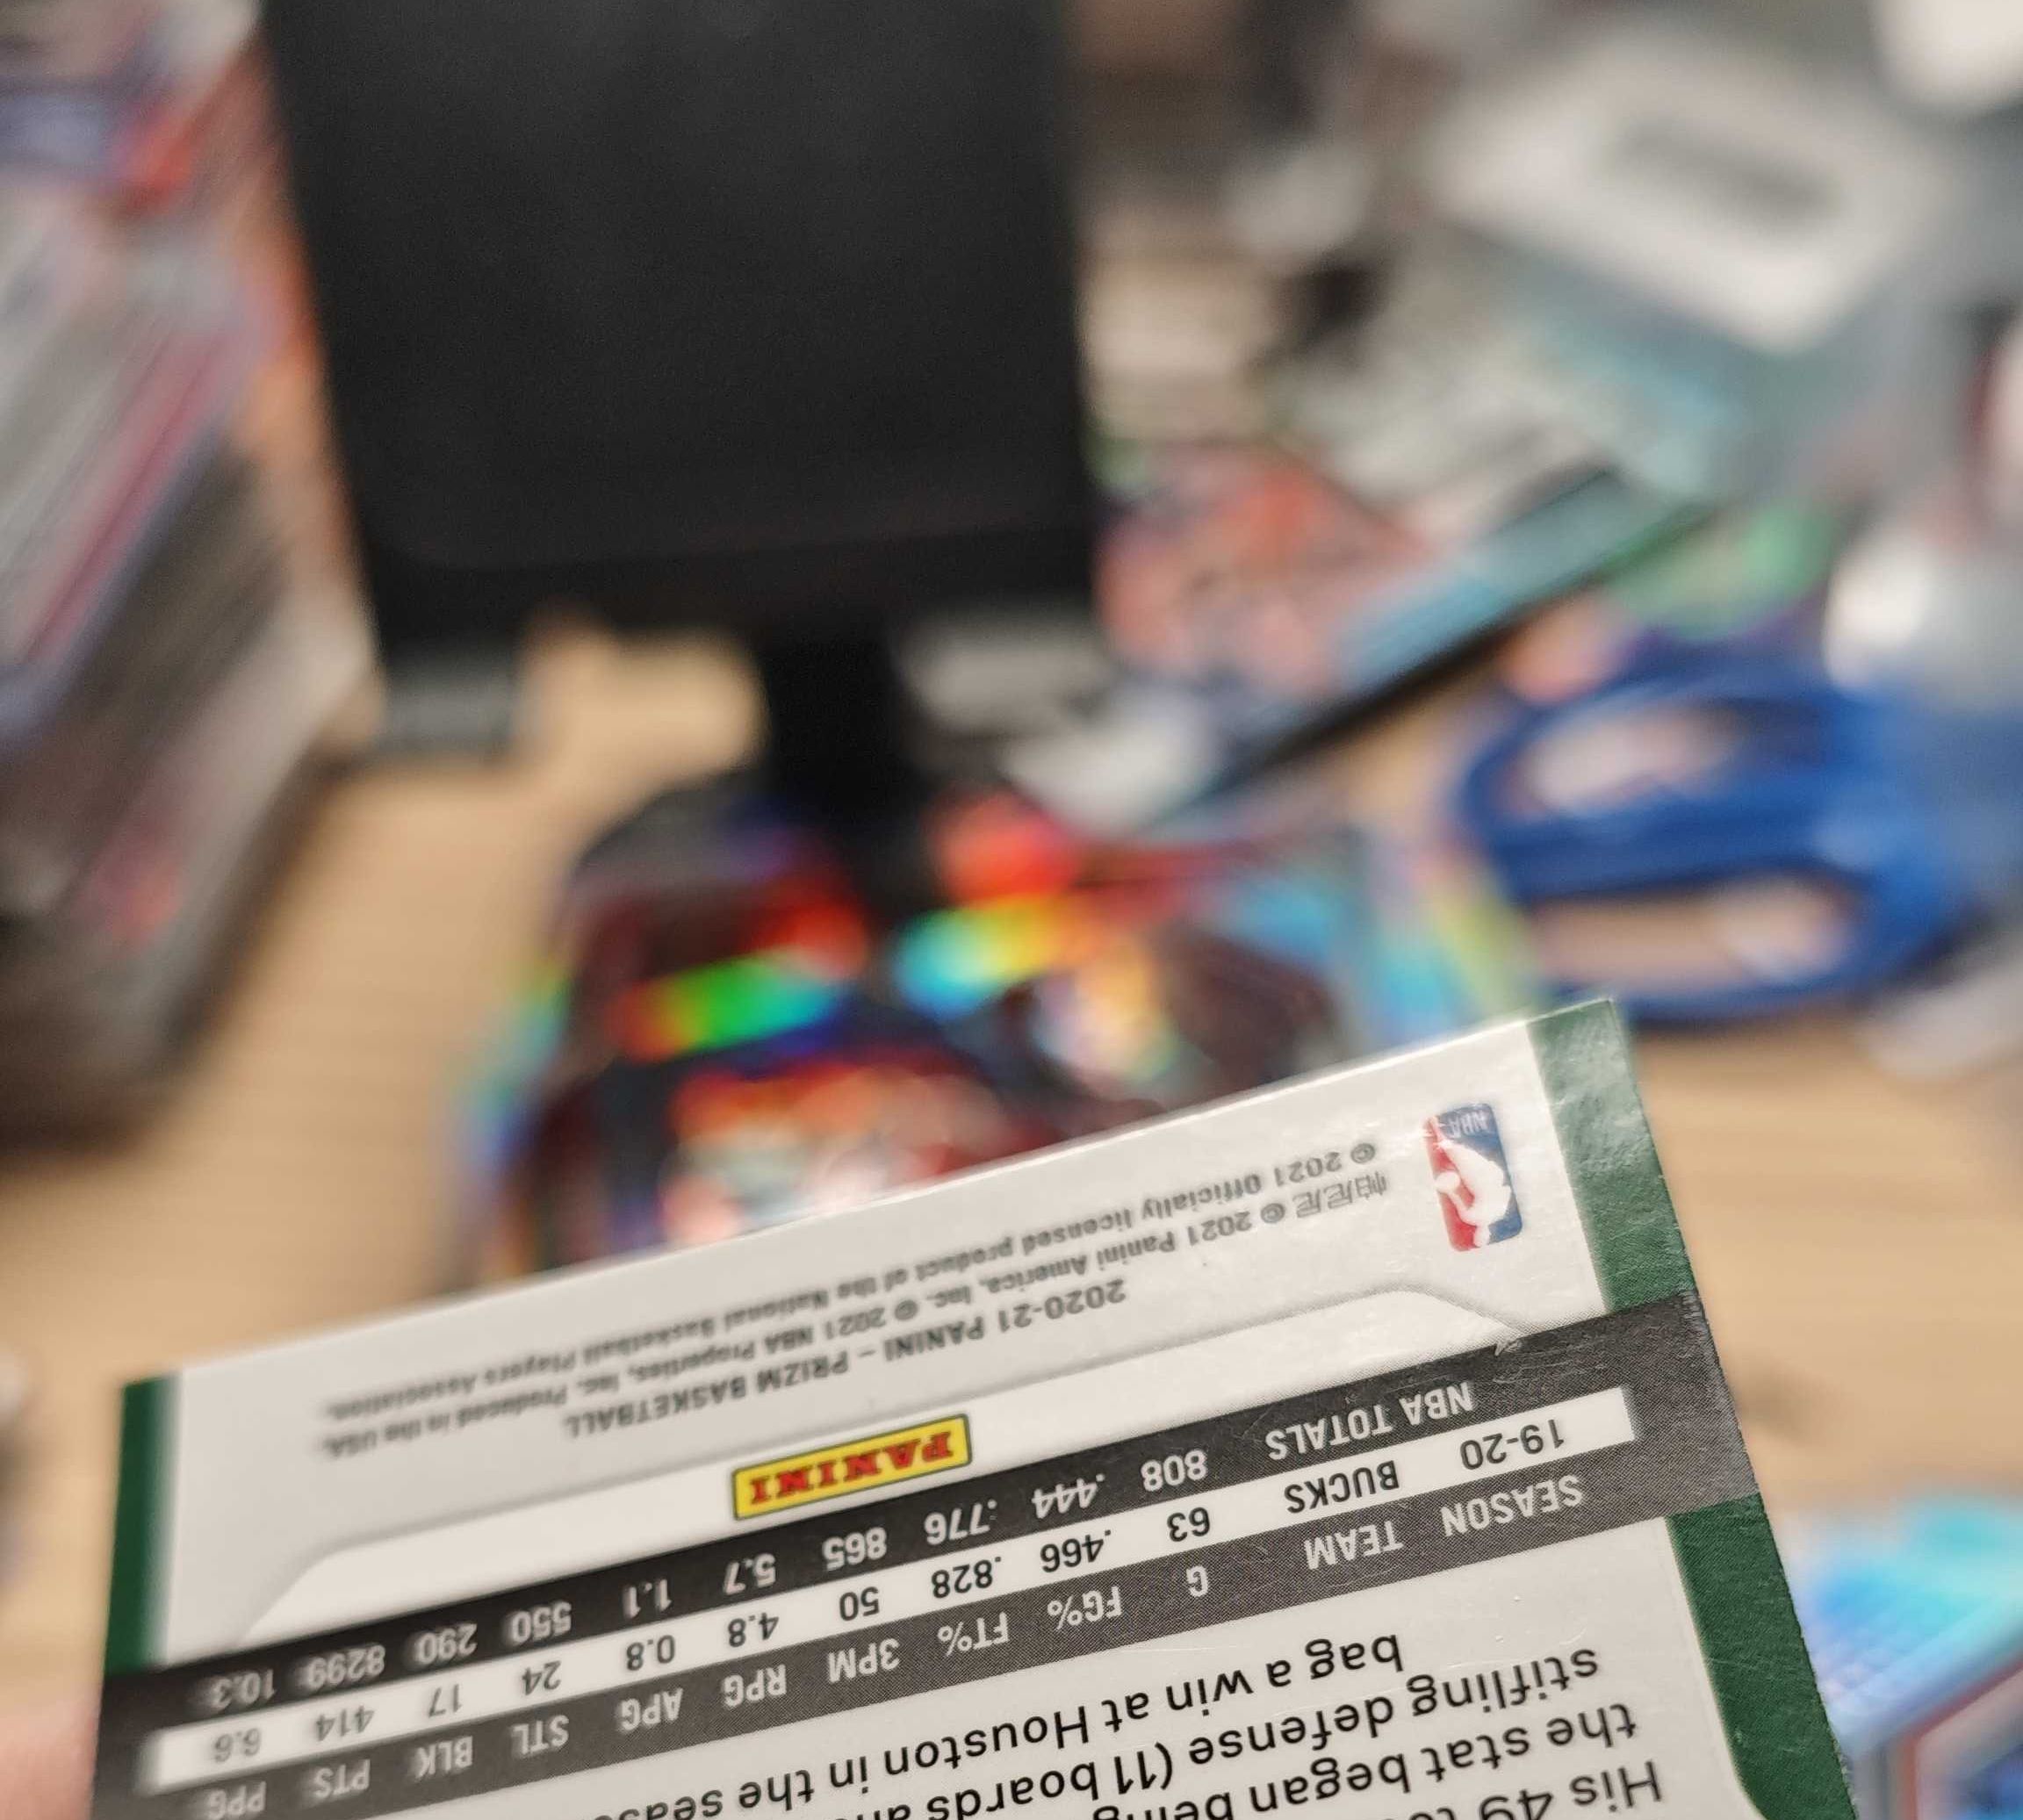 His 49
the stat began
stifling defense (11 boards
bag a win at Houston in the
SEASON TEAM G FG% FT% 3PM RPG APG STL BLK PTS PPG
19-20 BUCKS 63 .466 .828 50 4.8 0.8 24 17 414 6.6
NBA TOTALS 808 .444 .776 865 5.7 1.1 550 290 8299 10.3
PANINI
2020-21 PANINI – PRIZM BASKETBALL
帕尼尼 © 2021 Panini America, Inc. © 2021 NBA Properties, Inc. Produced in the USA.
© 2021 Officially licensed product of the National Basketball Players Association.
NBA